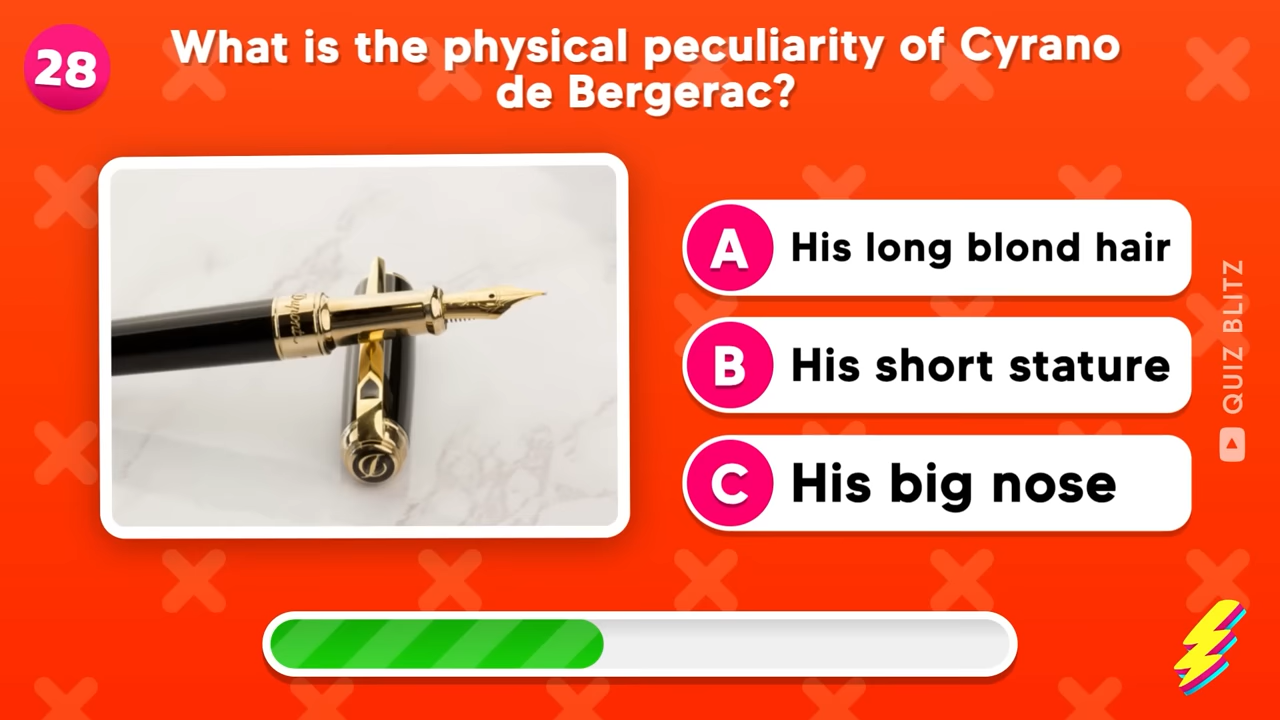 28
What is the physical peculiarity of Cyrano
de Bergerac?
A His long blond hair
B His short stature
C His big nose
QUIZ BLITZ